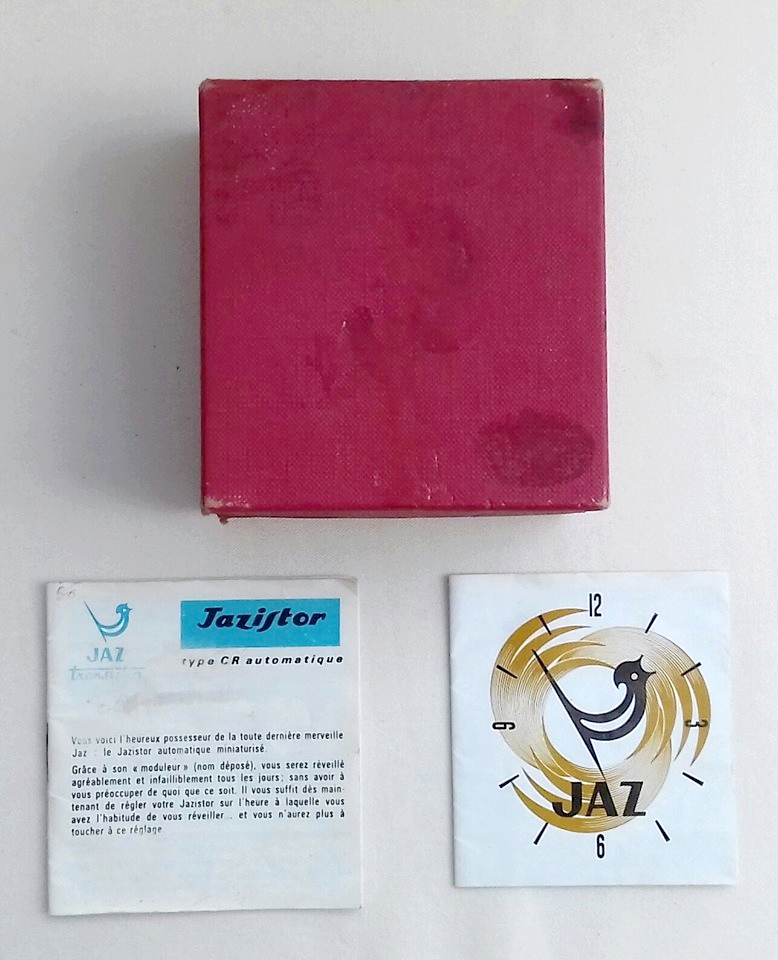 Jazistor
JAZ
transistor
type CR automatique
Vous voici l'heureux possesseur de la toute dernière merveille
Jaz : le Jazistor automatique miniaturisé.
Grâce à son « moduleur » (nom déposé), vous serez réveillé
agréablement et infailliblement tous les jours; sans avoir à
vous préoccuper de quoi que ce soit. Il vous suffit dès main-
tenant de régler votre Jazistor sur l'heure à laquelle vous
avez l'habitude de vous réveiller... et vous n'aurez plus à
toucher à ce réglage.
12
9
3
JAZ
6